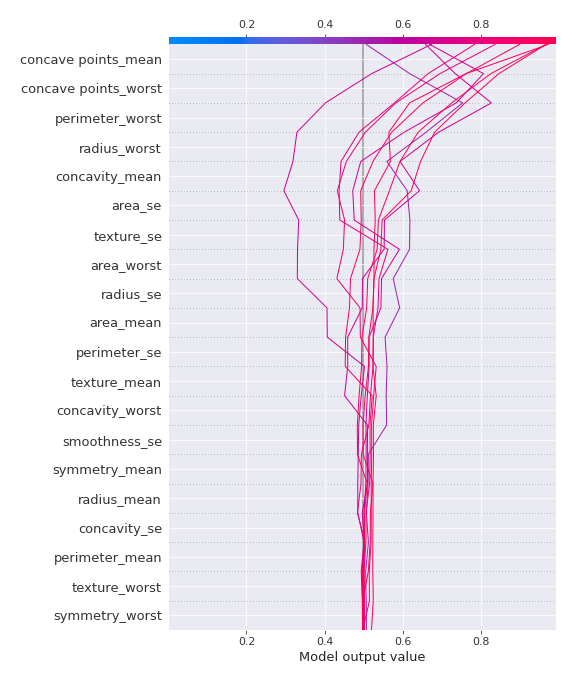 0.2 0.4 0.6 0.8
concave points_mean
concave points_worst
perimeter_worst
radius_worst
concavity_mean
area_se
texture_se
area_worst
radius_se
area_mean
perimeter_se
texture_mean
concavity_worst
smoothness_se
symmetry_mean
radius_mean
concavity_se
perimeter_mean
texture_worst
symmetry_worst
0.2 0.4 0.6 0.8
Model output value